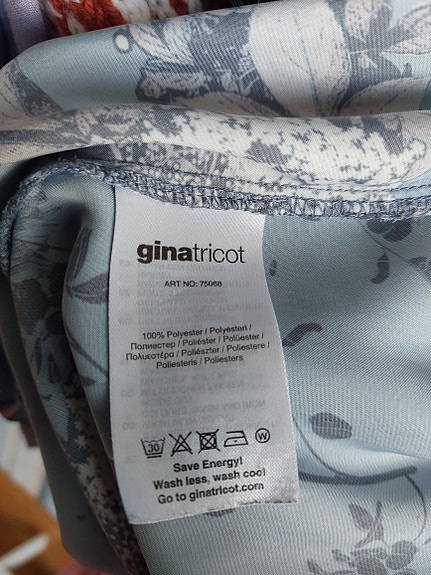 ginatricot
ART NO: 75068
100% Polyester / Polyesteri /
Полиестер / Poliéster / Polüester /
Πολυεστέρα / Poliészter / Poliestere /
Poliesteris / Poliesters
30 W
Save Energy!
Wash less, wash cool
Go to ginatricot.com